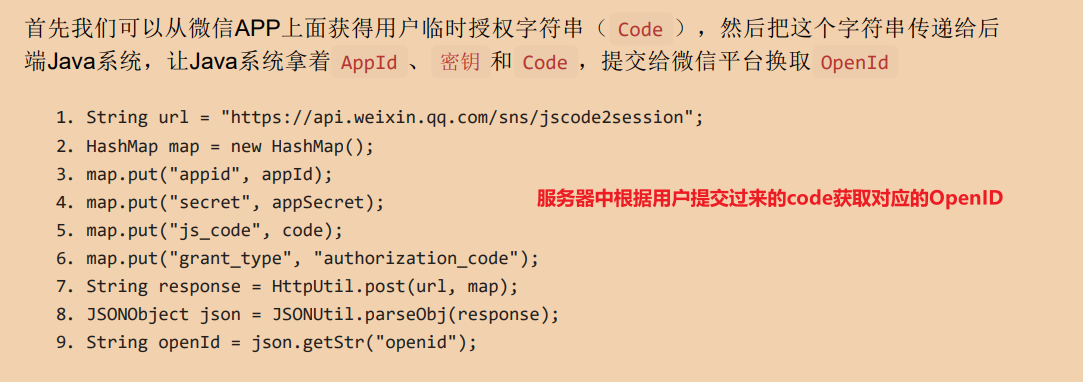 首先我们可以从微信APP上面获得用户临时授权字符串（ Code ），然后把这个字符串传递给后
端Java系统，让Java系统拿着 AppId 、 密钥 和 Code ，提交给微信平台换取 OpenId
1. String url = "https://api.weixin.qq.com/sns/jscode2session";
2. HashMap map = new HashMap();
3. map.put("appid", appId);
4. map.put("secret", appSecret);
服务器中根据用户提交过来的code获取对应的OpenID
5. map.put("js_code", code);
6. map.put("grant_type", "authorization_code");
7. String response = HttpUtil.post(url, map);
8. JSONObject json = JSONUtil.parseObj(response);
9. String openId = json.getStr("openid");